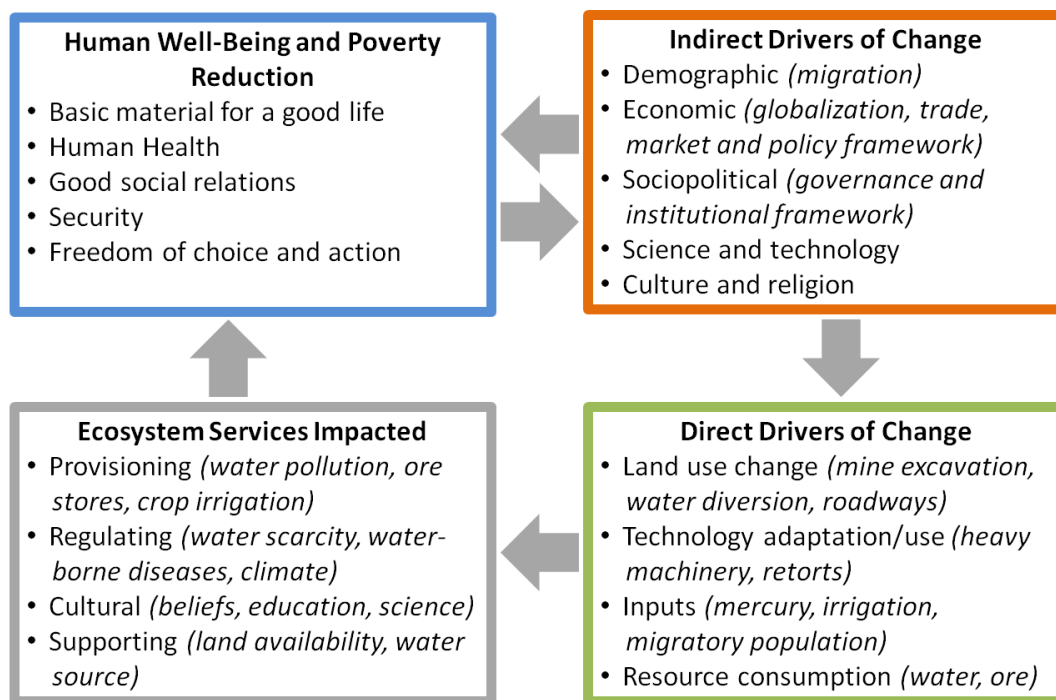 Human Well-Being and Poverty
Reduction
• Basic material for a good life
• Human Health
• Good social relations
• Security
• Freedom of choice and action
Indirect Drivers of Change
• Demographic (migration)
• Economic (globalization, trade,
market and policy framework)
• Sociopolitical (governance and
institutional framework)
• Science and technology
• Culture and religion
Ecosystem Services Impacted
• Provisioning (water pollution, ore
stores, crop irrigation)
• Regulating (water scarcity, water-
borne diseases, climate)
• Cultural (beliefs, education, science)
• Supporting (land availability, water
source)
Direct Drivers of Change
• Land use change (mine excavation,
water diversion, roadways)
• Technology adaptation/use (heavy
machinery, retorts)
• Inputs (mercury, irrigation,
migratory population)
• Resource consumption (water, ore)